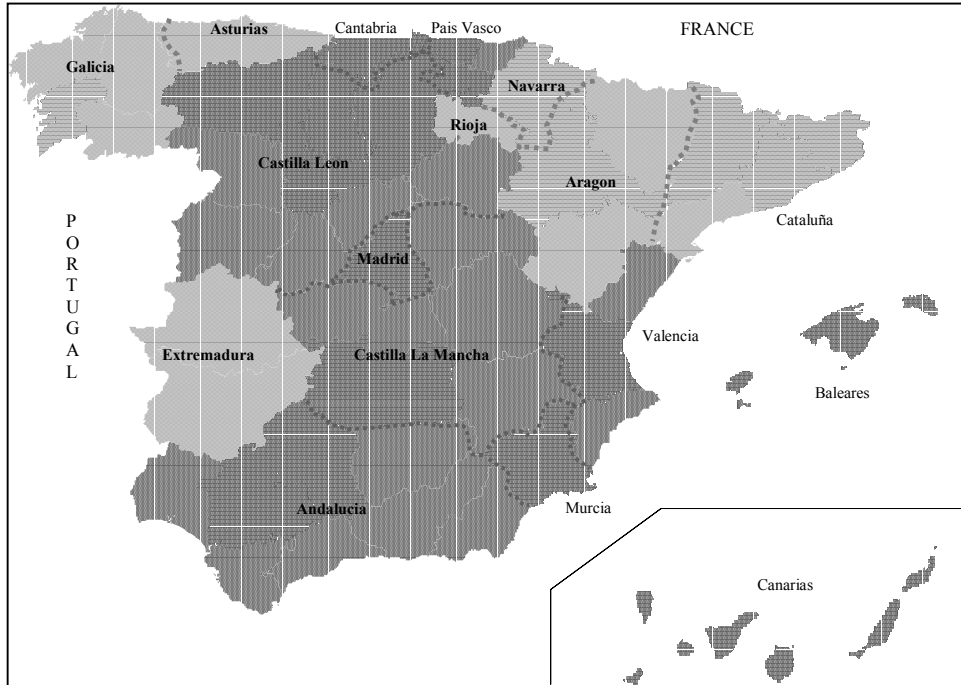 Asturias
Cantabria
Pais Vasco
FRANCE
Galicia
Navarra
Rioja
Castilla Leon
Aragon
Cataluña
PORTUGAL
Madrid
Valencia
Extremadura
Castilla La Mancha
Baleares
Andalucia
Murcia
Canarias